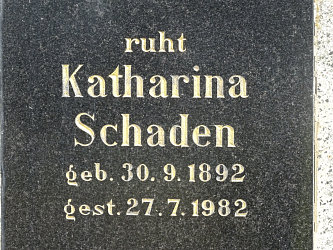 ruht
Katharina
Schaden
geb. 30.9.1892
gest. 27.7.1982